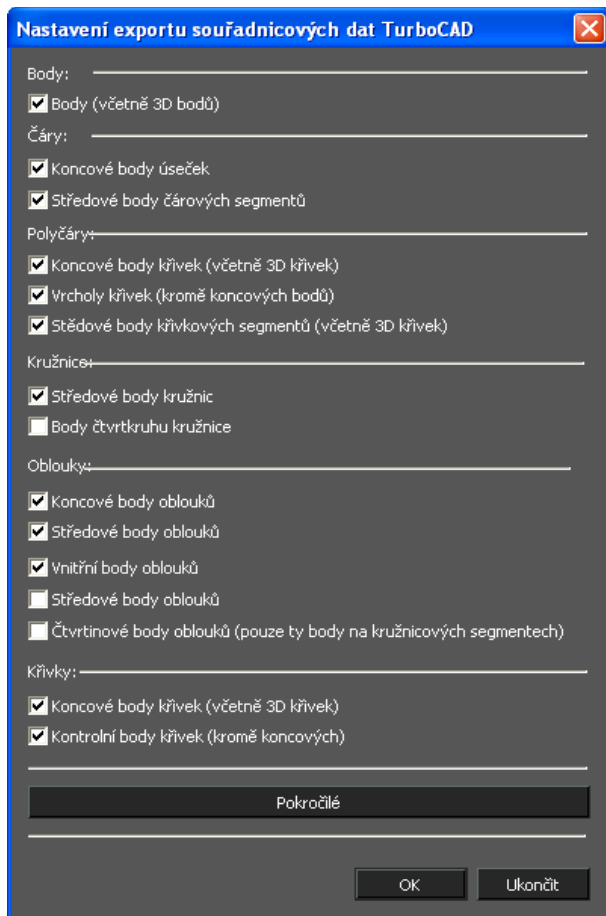 Nastavení exportu souřadnicových dat TurboCAD
Body:
Body (včetně 3D bodů)
Čáry:
Koncové body úseček
Středové body čárových segmentů
Polyčáry:
Koncové body křivek (včetně 3D křivek)
Vrcholy křivek (kromě koncových bodů)
Stědové body křivkových segmentů (včetně 3D křivek)
Kružnice:
Středové body kružnic
Body čtvrtkruhu kružnice
Oblouky:
Koncové body oblouků
Středové body oblouků
Vnitřní body oblouků
Středové body oblouků
Čtvrtinové body oblouků (pouze ty body na kružnicových segmentech)
Křivky:
Koncové body křivek (včetně 3D křivek)
Kontrolní body křivek (kromě koncových)
Pokročilé
OK
Ukončit